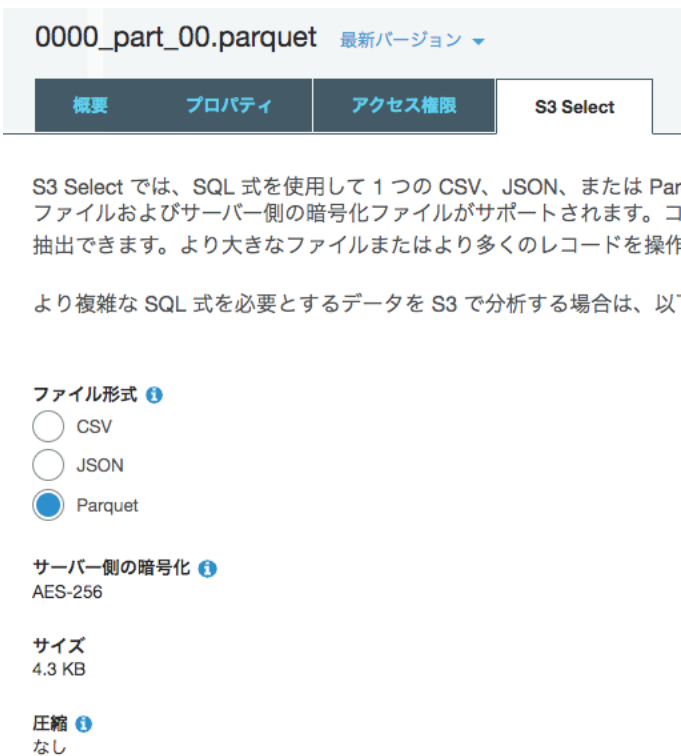 0000_part_00.parquet 最新バージョン
概要 プロパティ アクセス権限 S3 Select
S3 Select では、SQL 式を使用して 1 つの CSV、JSON、または Par
ファイルおよびサーバー側の暗号化ファイルがサポートされます。コ
抽出できます。より大きなファイルまたはより多くのレコードを操作
より複雑な SQL 式を必要とするデータを S3 で分析する場合は、以下
ファイル形式
CSV
JSON
Parquet
サーバー側の暗号化
AES-256
サイズ
4.3 KB
圧縮
なし